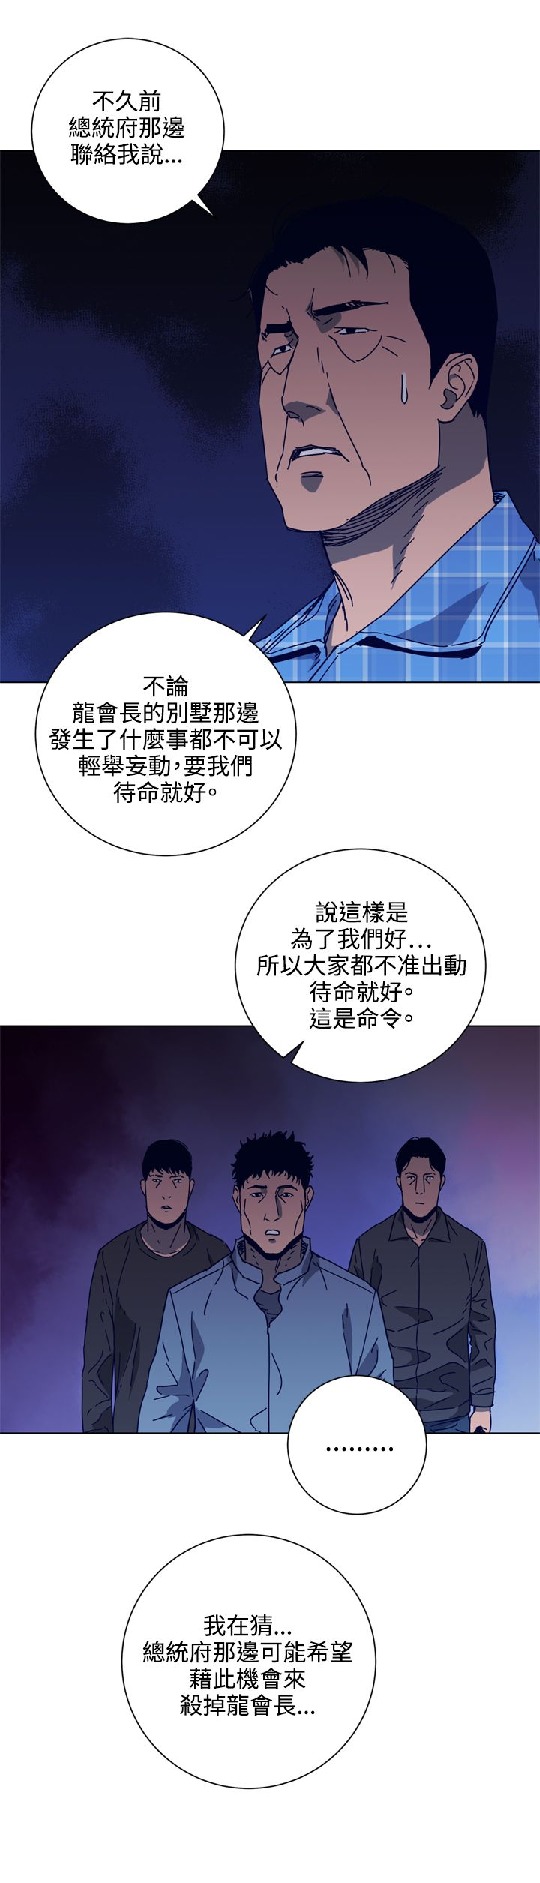 不久前
總統府那邊
聯絡我說...
不論
龍會長的別墅那邊
發生了什麼事都不可以
輕舉妄動,要我們
待命就好。
說這樣是
為了我們好...
所以大家都不准出動
待命就好。
這是命令。
.........
我在猜...
總統府那邊可能希望
藉此機會來
殺掉龍會長...